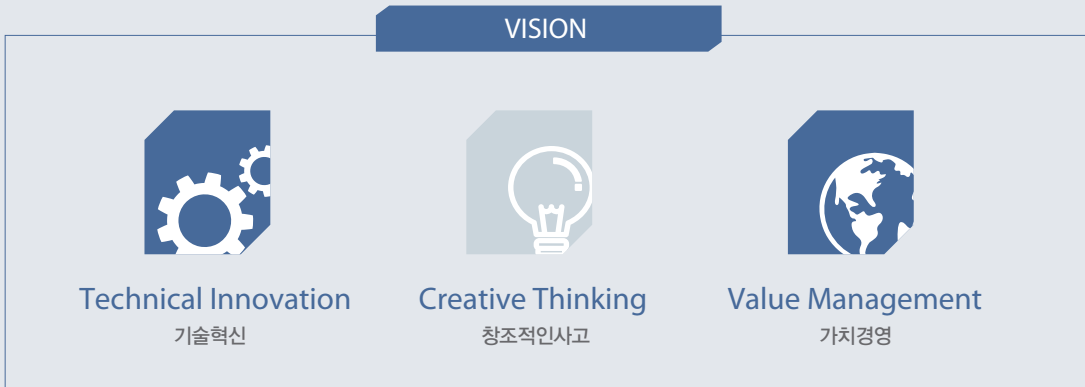 VISION
Technical Innovation
기술혁신
Creative Thinking
창조적인사고
Value Management
가치경영